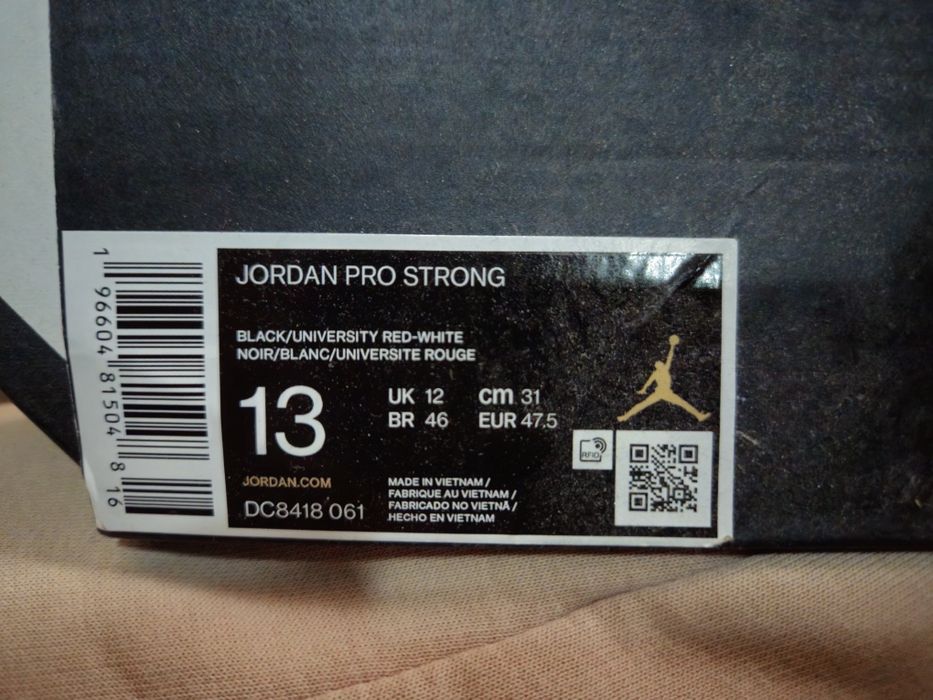 1 96604 81504 8 16
JORDAN PRO STRONG
BLACK/UNIVERSITY RED-WHITE
NOIR/BLANC/UNIVERSITE ROUGE
13
UK 12 cm 31
BR 46 EUR 47.5
RFID
JORDAN.COM
DC8418 061
MADE IN VIETNAM /
FABRIQUE AU VIETNAM /
FABRICADO NO VIETNÃ /
HECHO EN VIETNAM